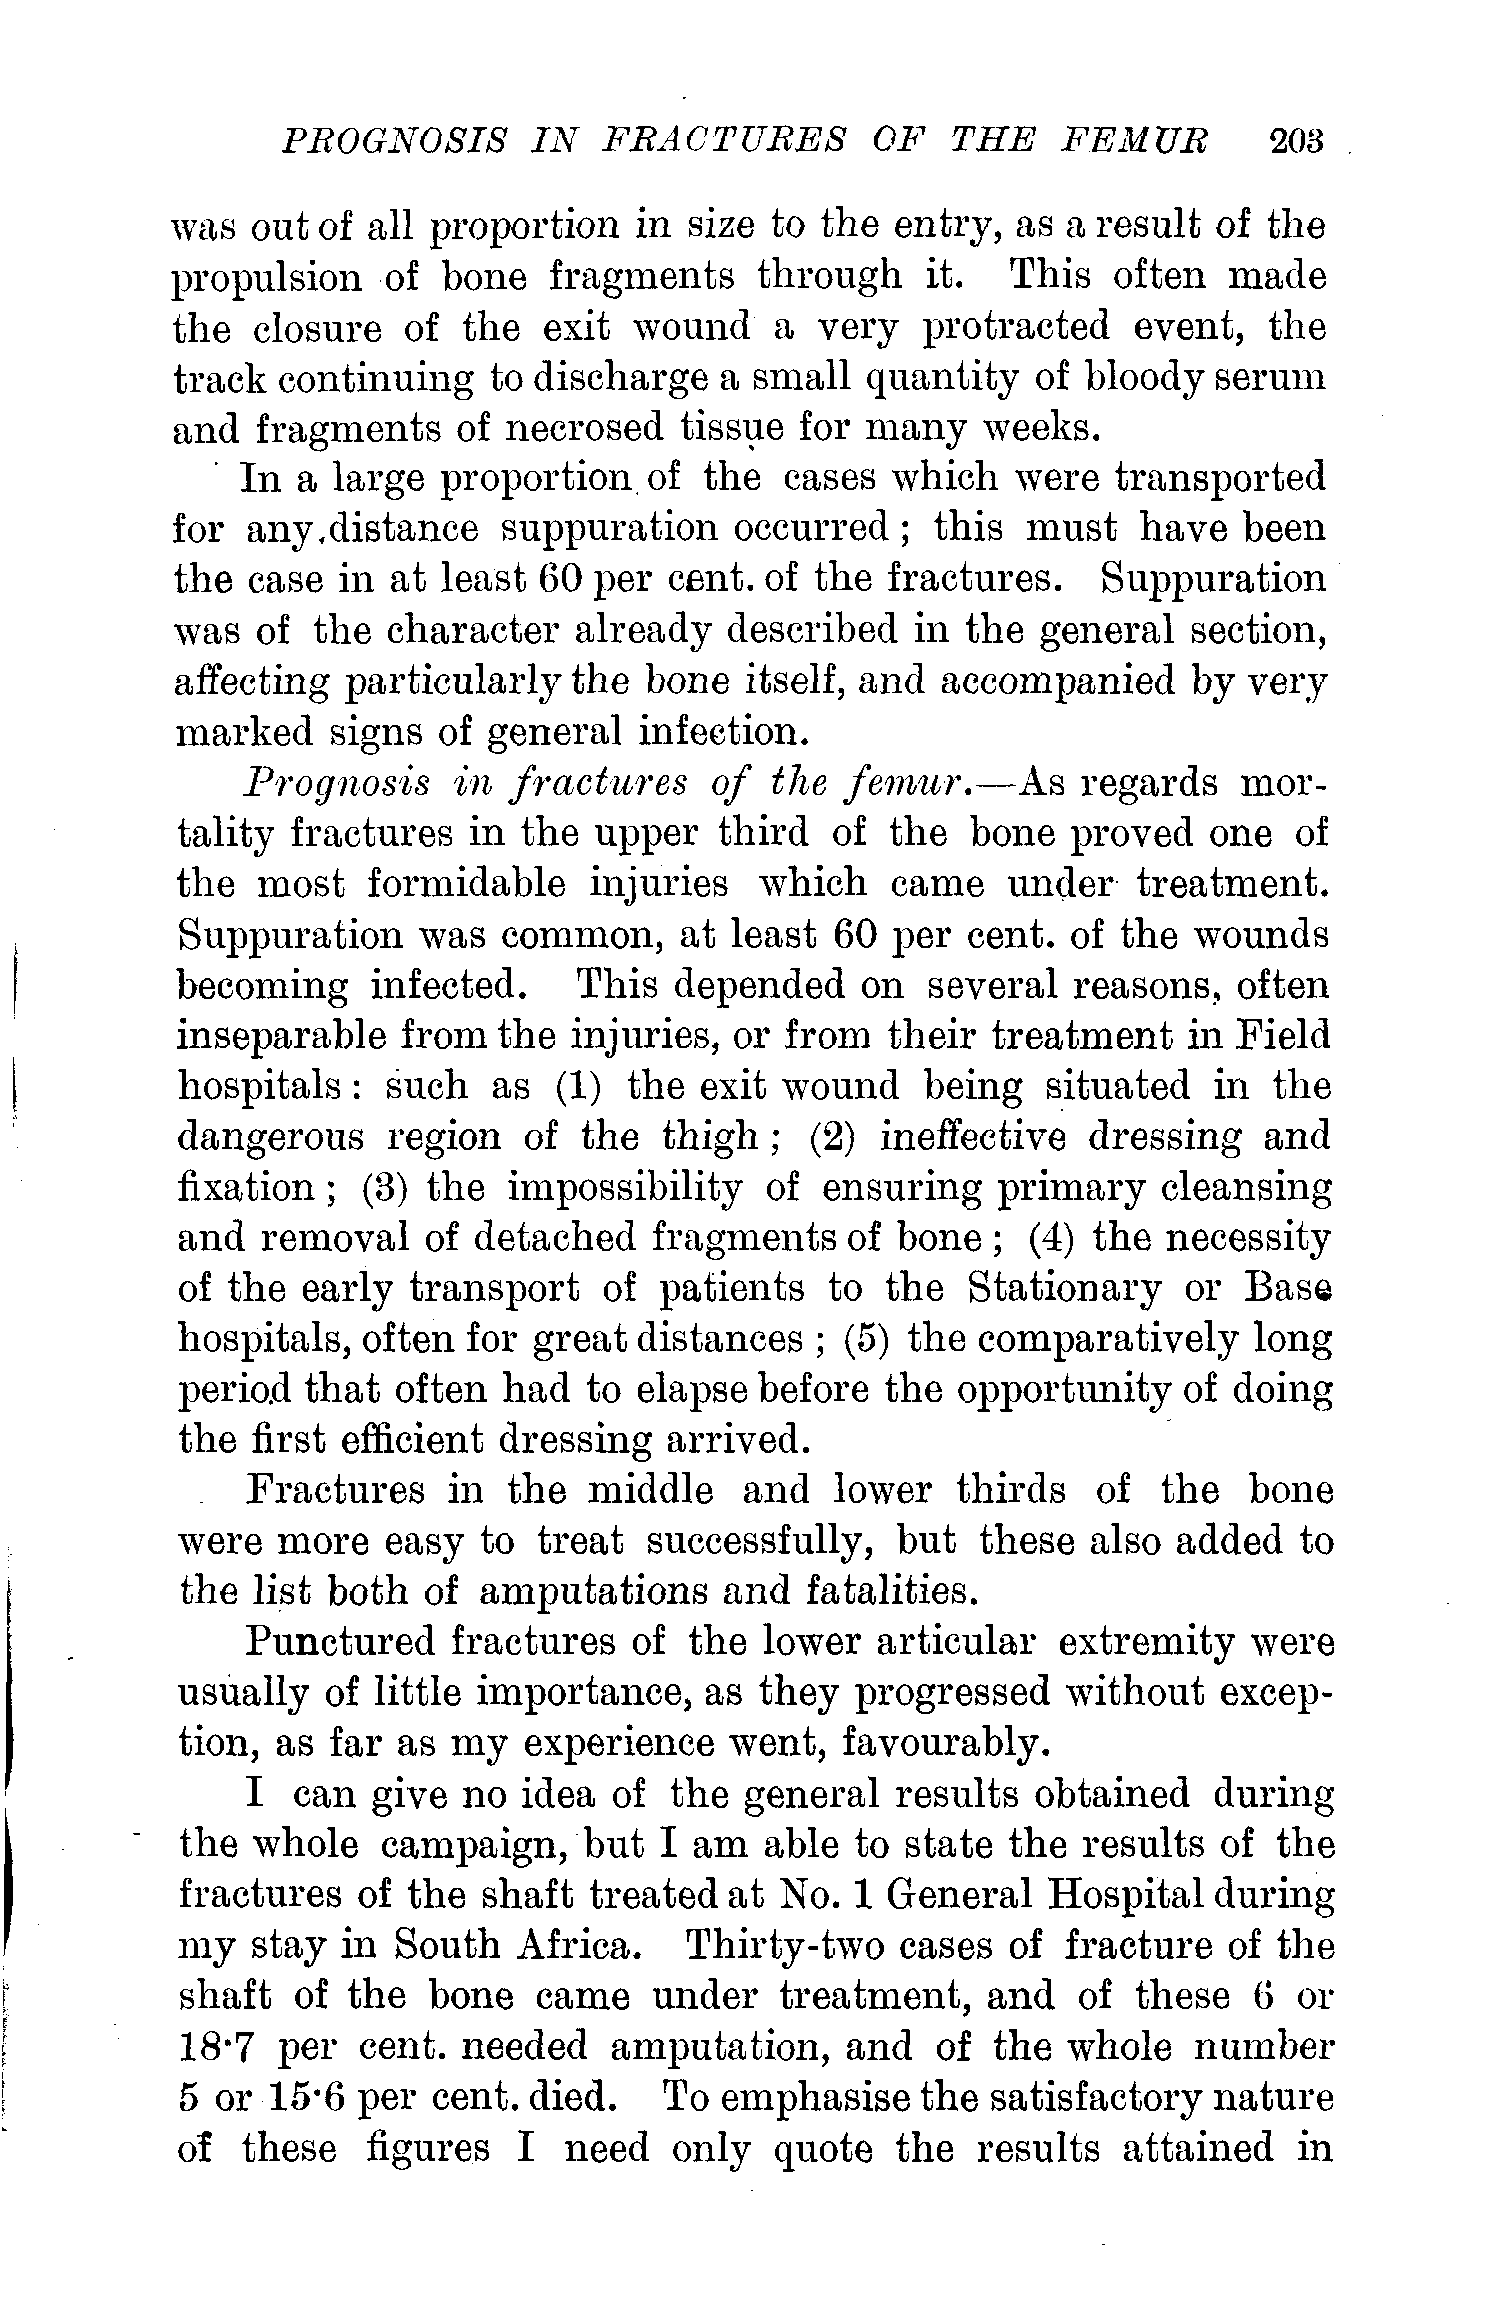 PROGNOSIS IN FRACTURES OF THE FEMUR 203
was out of all proportion in size to the entry, as a result of the
propulsion of bone fragments through it. This often made
the closure of the exit wound a very protracted event, the
track continuing to discharge a small quantity of bloody serum
and fragments of necrosed tissue for many weeks.
In a large proportion of the cases which were transported
for any distance suppuration occurred ; this must have been
the case in at least 60 per cent. of the fractures. Suppuration
was of the character already described in the general section,
affecting particularly the bone itself, and accompanied by very
marked signs of general infection.
Prognosis in fractures of the femur.—As regards mor-
tality fractures in the upper third of the bone proved one of
the most formidable injuries which came under treatment.
Suppuration was common, at least 60 per cent. of the wounds
becoming infected. This depended on several reasons, often
inseparable from the injuries, or from their treatment in Field
hospitals : such as (1) the exit wound being situated in the
dangerous region of the thigh ; (2) ineffective dressing and
fixation ; (3) the impossibility of ensuring primary cleansing
and removal of detached fragments of bone ; (4) the necessity
of the early transport of patients to the Stationary or Base
hospitals, often for great distances ; (5) the comparatively long
period that often had to elapse before the opportunity of doing
the first efficient dressing arrived.
Fractures in the middle and lower thirds of the bone
were more easy to treat successfully, but these also added to
the list both of amputations and fatalities.
Punctured fractures of the lower articular extremity were
usually of little importance, as they progressed without excep-
tion, as far as my experience went, favourably.
I can give no idea of the general results obtained during
the whole campaign, but I am able to state the results of the
fractures of the shaft treated at No. 1 General Hospital during
my stay in South Africa. Thirty-two cases of fracture of the
shaft of the bone came under treatment, and of these 6 or
18·7 per cent. needed amputation, and of the whole number
5 or 15·6 per cent. died. To emphasise the satisfactory nature
of these figures I need only quote the results attained in